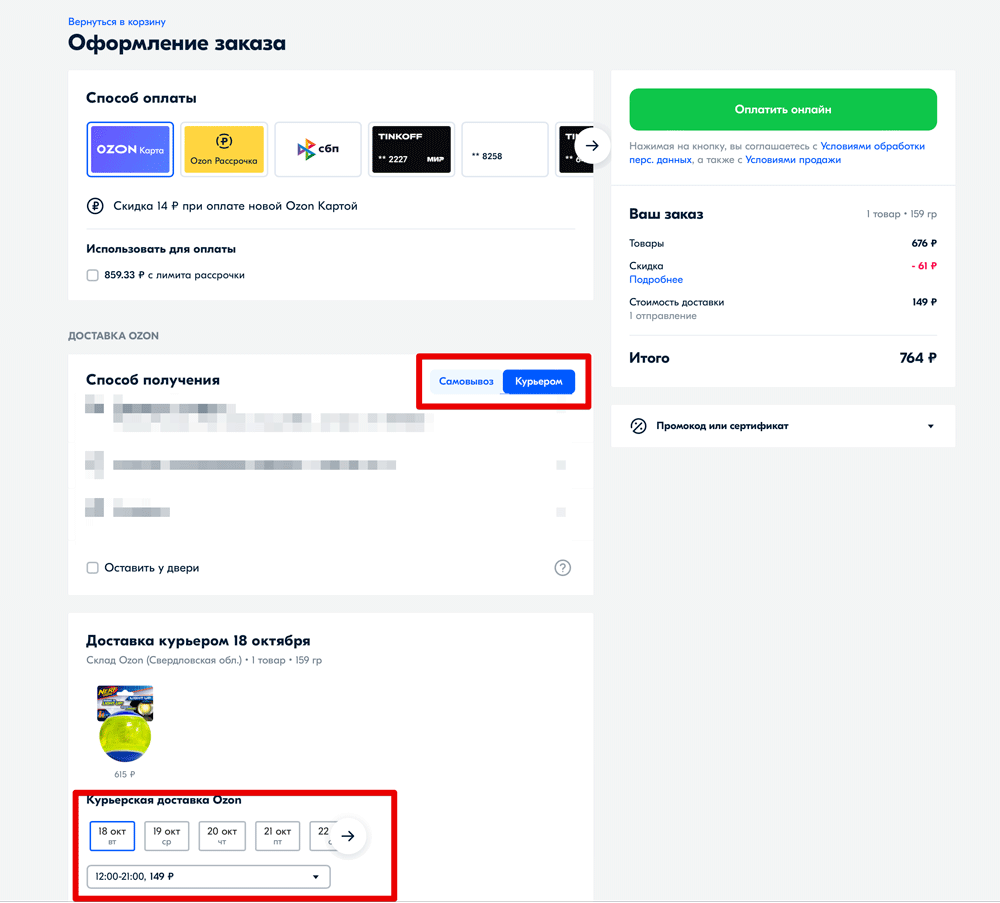 Вернуться в корзину
Оформление заказа
Способ оплаты
OZON Карта
₽
Ozon Рассрочка
сбп
TINKOFF
** 2227 МИР
** 8258
Скидка 14 ₽ при оплате новой Ozon Картой
Использовать для оплаты
859.33 ₽ с лимита рассрочки
Оплатить онлайн
Нажимая на кнопку, вы соглашаетесь с Условиями обработки
перс. данных, а также с Условиями продажи
Ваш заказ 1 товар • 159 гр
Товары 676 ₽
Скидка - 61 ₽
Подробнее
Стоимость доставки 149 ₽
1 отправление
Итого 764 ₽
Промокод или сертификат
ДОСТАВКА OZON
Способ получения
Самовывоз Курьером
Оставить у двери
?
Доставка курьером 18 октября
Склад Ozon (Свердловская обл.) • 1 товар • 159 гр
NERF
615 ₽
Курьерская доставка Ozon
18 окт 19 окт 20 окт 21 окт 22
вт ср чт пт
12:00-21:00, 149 ₽